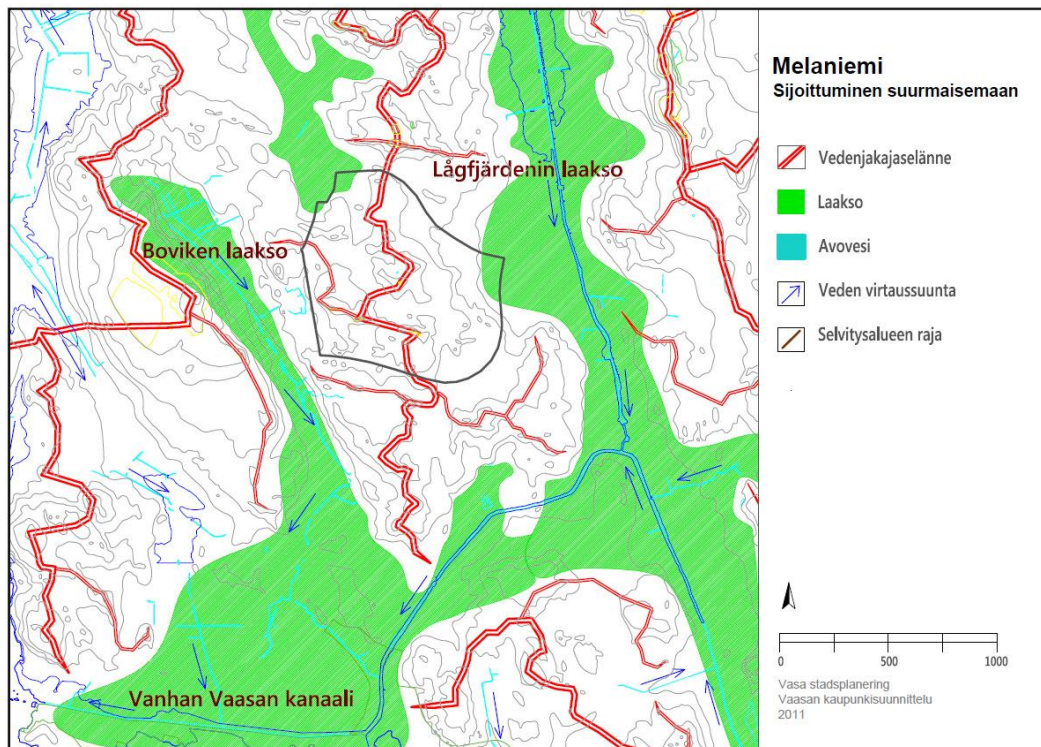 Lågfjärdenin laakso
Boviken laakso
Vanhan Vaasan kanaali
Melaniemi
Sijoittuminen suurmaisemaan
Vedenjakajaselänne
Laakso
Avovesi
Veden virtaussuunta
Selvitysalueen raja
0 500 1000
Vasa stadsplanering
Vaasan kaupunkisuunnittelu
2011